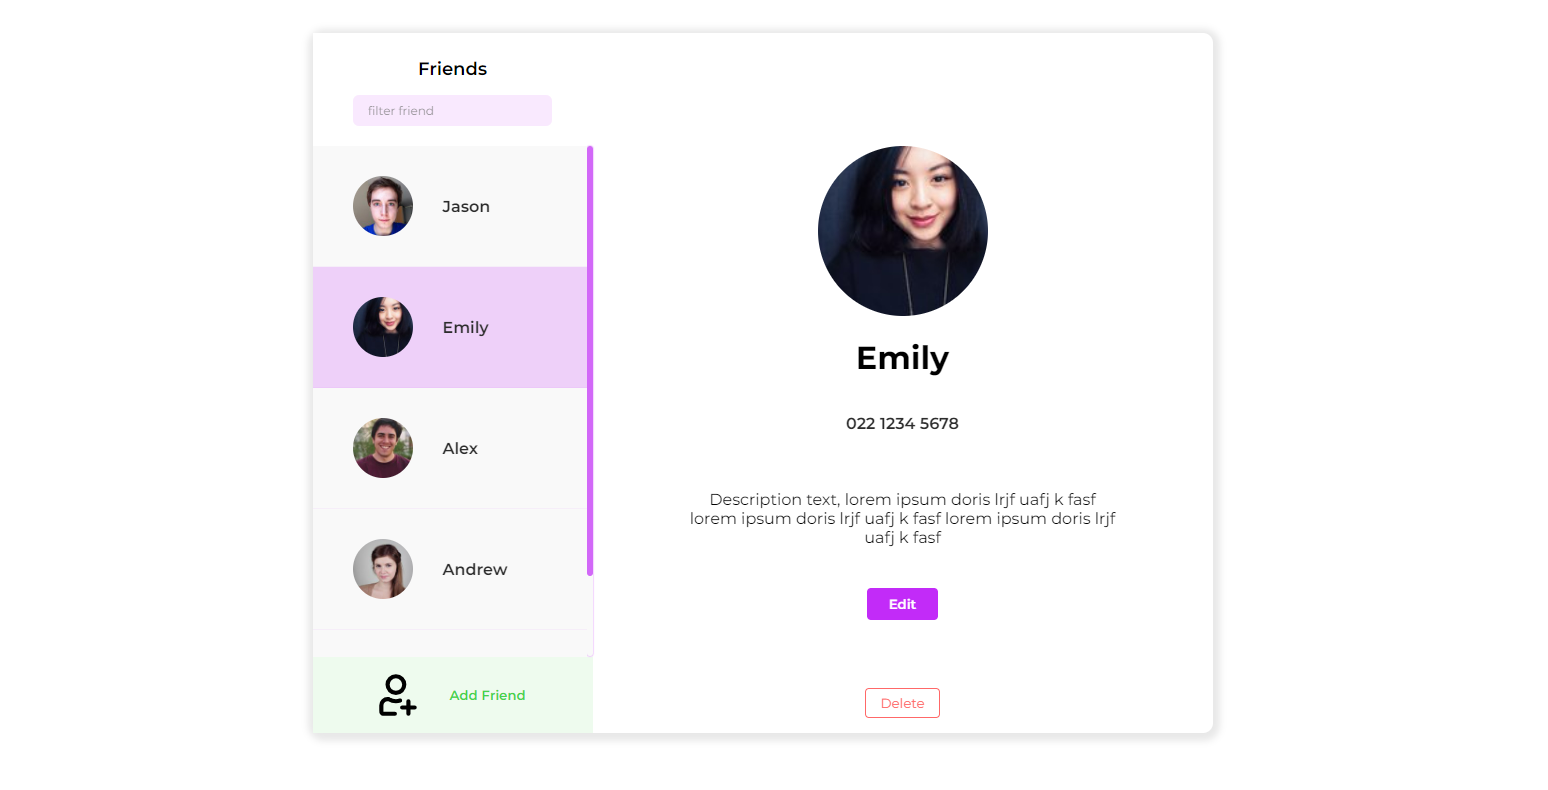 Friends
filter friend
Jason
Emily
Alex
Andrew
Add Friend
Emily
022 1234 5678
Description text, lorem ipsum doris lrjf uafj k fasf
lorem ipsum doris lrjf uafj k fasf lorem ipsum doris lrjf
uafj k fasf
Edit
Delete